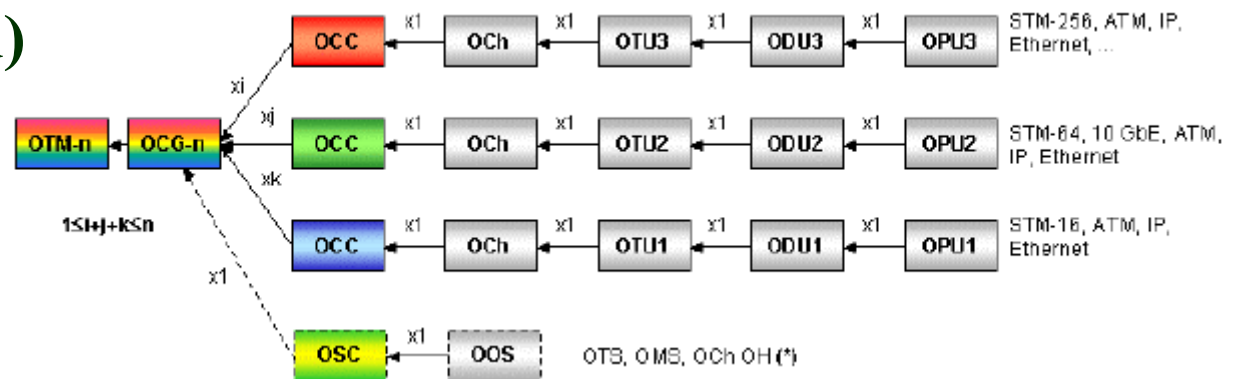 )
x1 x1 x1 x1
OCC OCh OTU3 ODU3 OPU3
STM-256, ATM, IP,
Ethernet, ...
xi
xj
x1 x1 x1 x1
OTM-n OCG-n OCC OCh OTU2 ODU2 OPU2
STM-64, 10 GbE, ATM,
IP, Ethernet
xk
1≤i+j+k≤n
x1 x1 x1 x1
OCC OCh OTU1 ODU1 OPU1
STM-16, ATM, IP,
Ethernet
x1
x1
OSC OOS
OTS, OMS, OCh OH (*)